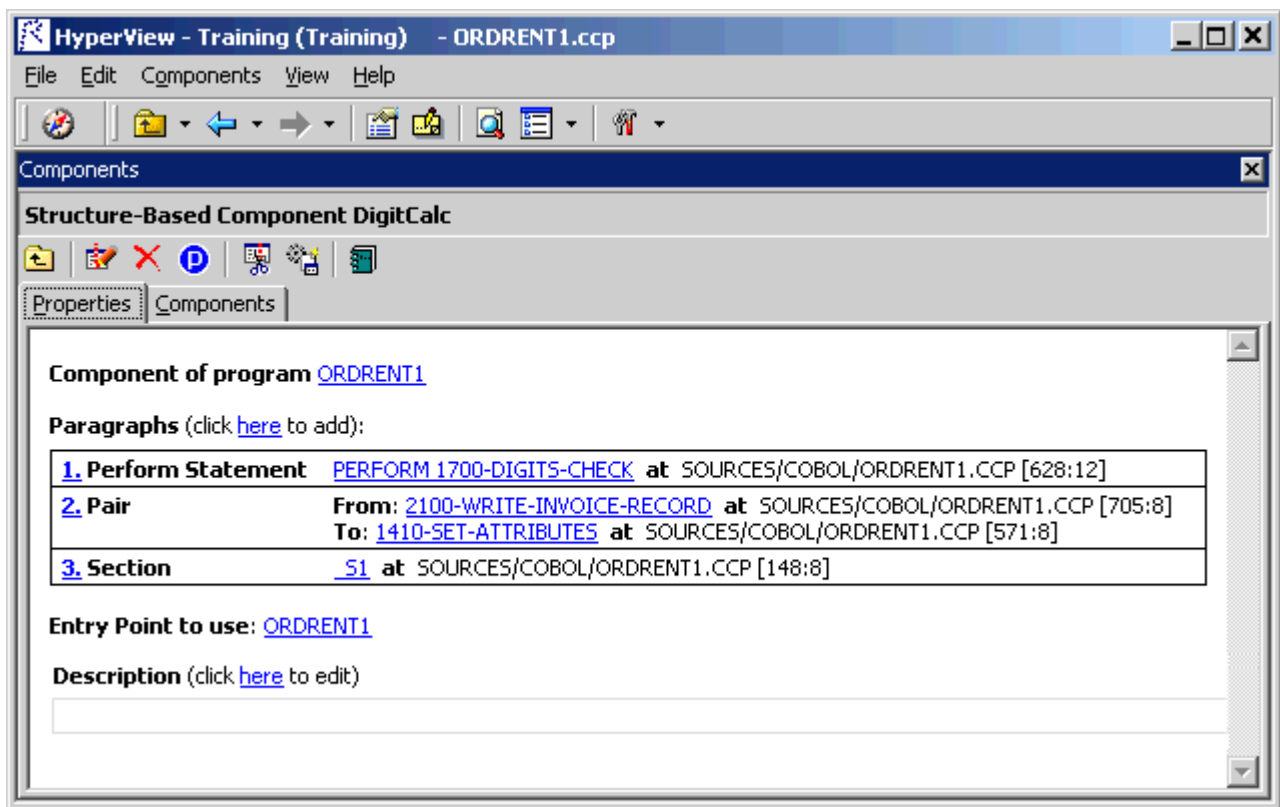 HyperView - Training (Training) - ORDRENT1.ccp
File Edit Components View Help
Components
Structure-Based Component DigitCalc
Properties Components
Component of program ORDRENT1
Paragraphs (click here to add):
1. Perform Statement PERFORM 1700-DIGITS-CHECK at SOURCES/COBOL/ORDRENT1.CCP [628:12]
2. Pair From: 2100-WRITE-INVOICE-RECORD at SOURCES/COBOL/ORDRENT1.CCP [705:8]
To: 1410-SET-ATTRIBUTES at SOURCES/COBOL/ORDRENT1.CCP [571:8]
3. Section _S1 at SOURCES/COBOL/ORDRENT1.CCP [148:8]
Entry Point to use: ORDRENT1
Description (click here to edit)